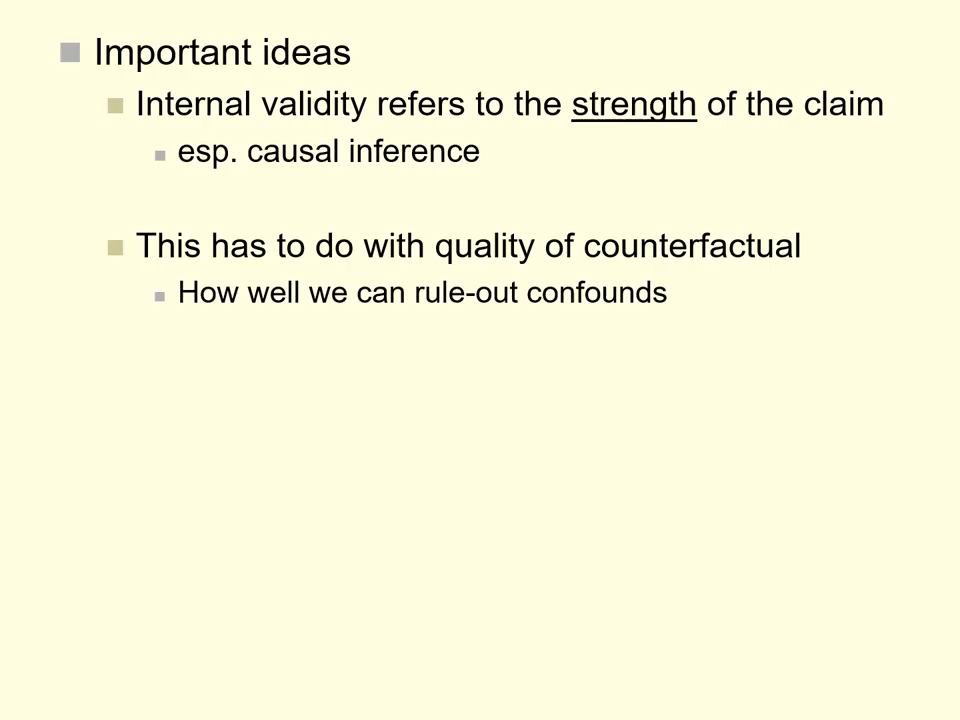 Important ideas
Internal validity refers to the strength of the claim
esp. causal inference
This has to do with quality of counterfactual
How well we can rule-out confounds